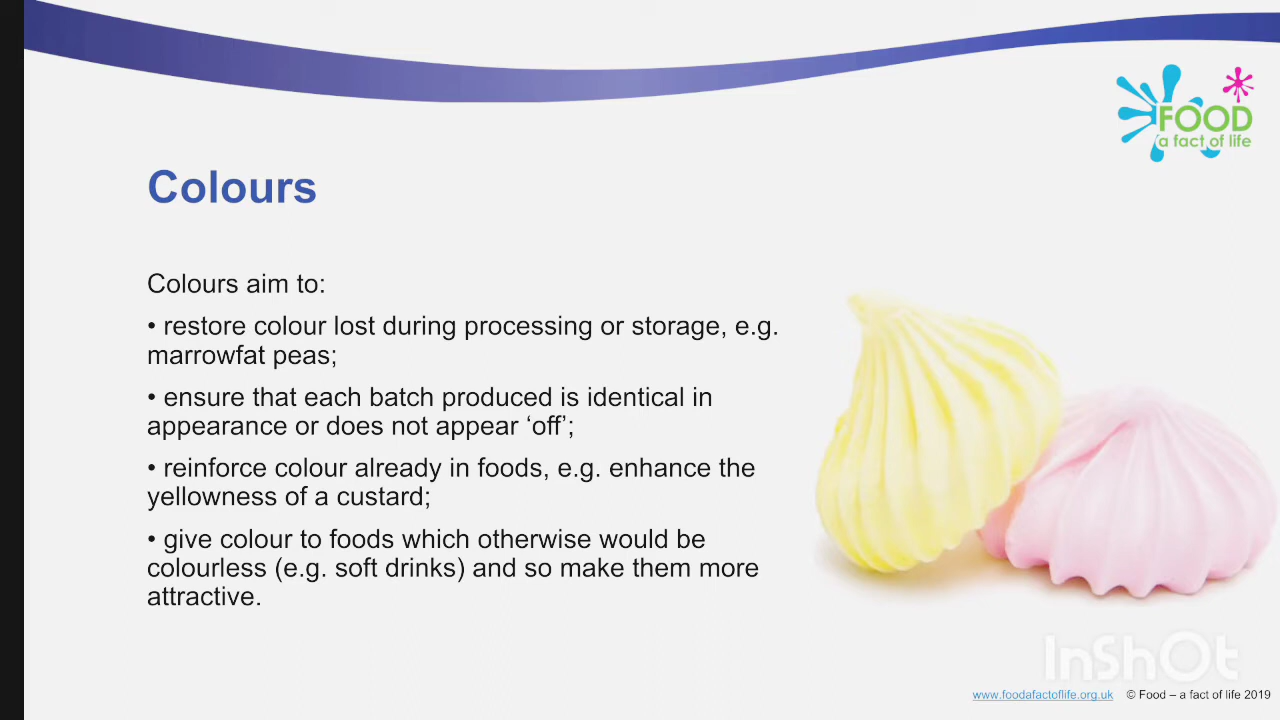 FOOD
a fact of life
Colours
Colours aim to:
• restore colour lost during processing or storage, e.g.
marrowfat peas;
• ensure that each batch produced is identical in
appearance or does not appear ‘off’;
• reinforce colour already in foods, e.g. enhance the
yellowness of a custard;
• give colour to foods which otherwise would be
colourless (e.g. soft drinks) and so make them more
attractive.
InShOt
www.foodafactoflife.org.uk © Food – a fact of life 2019